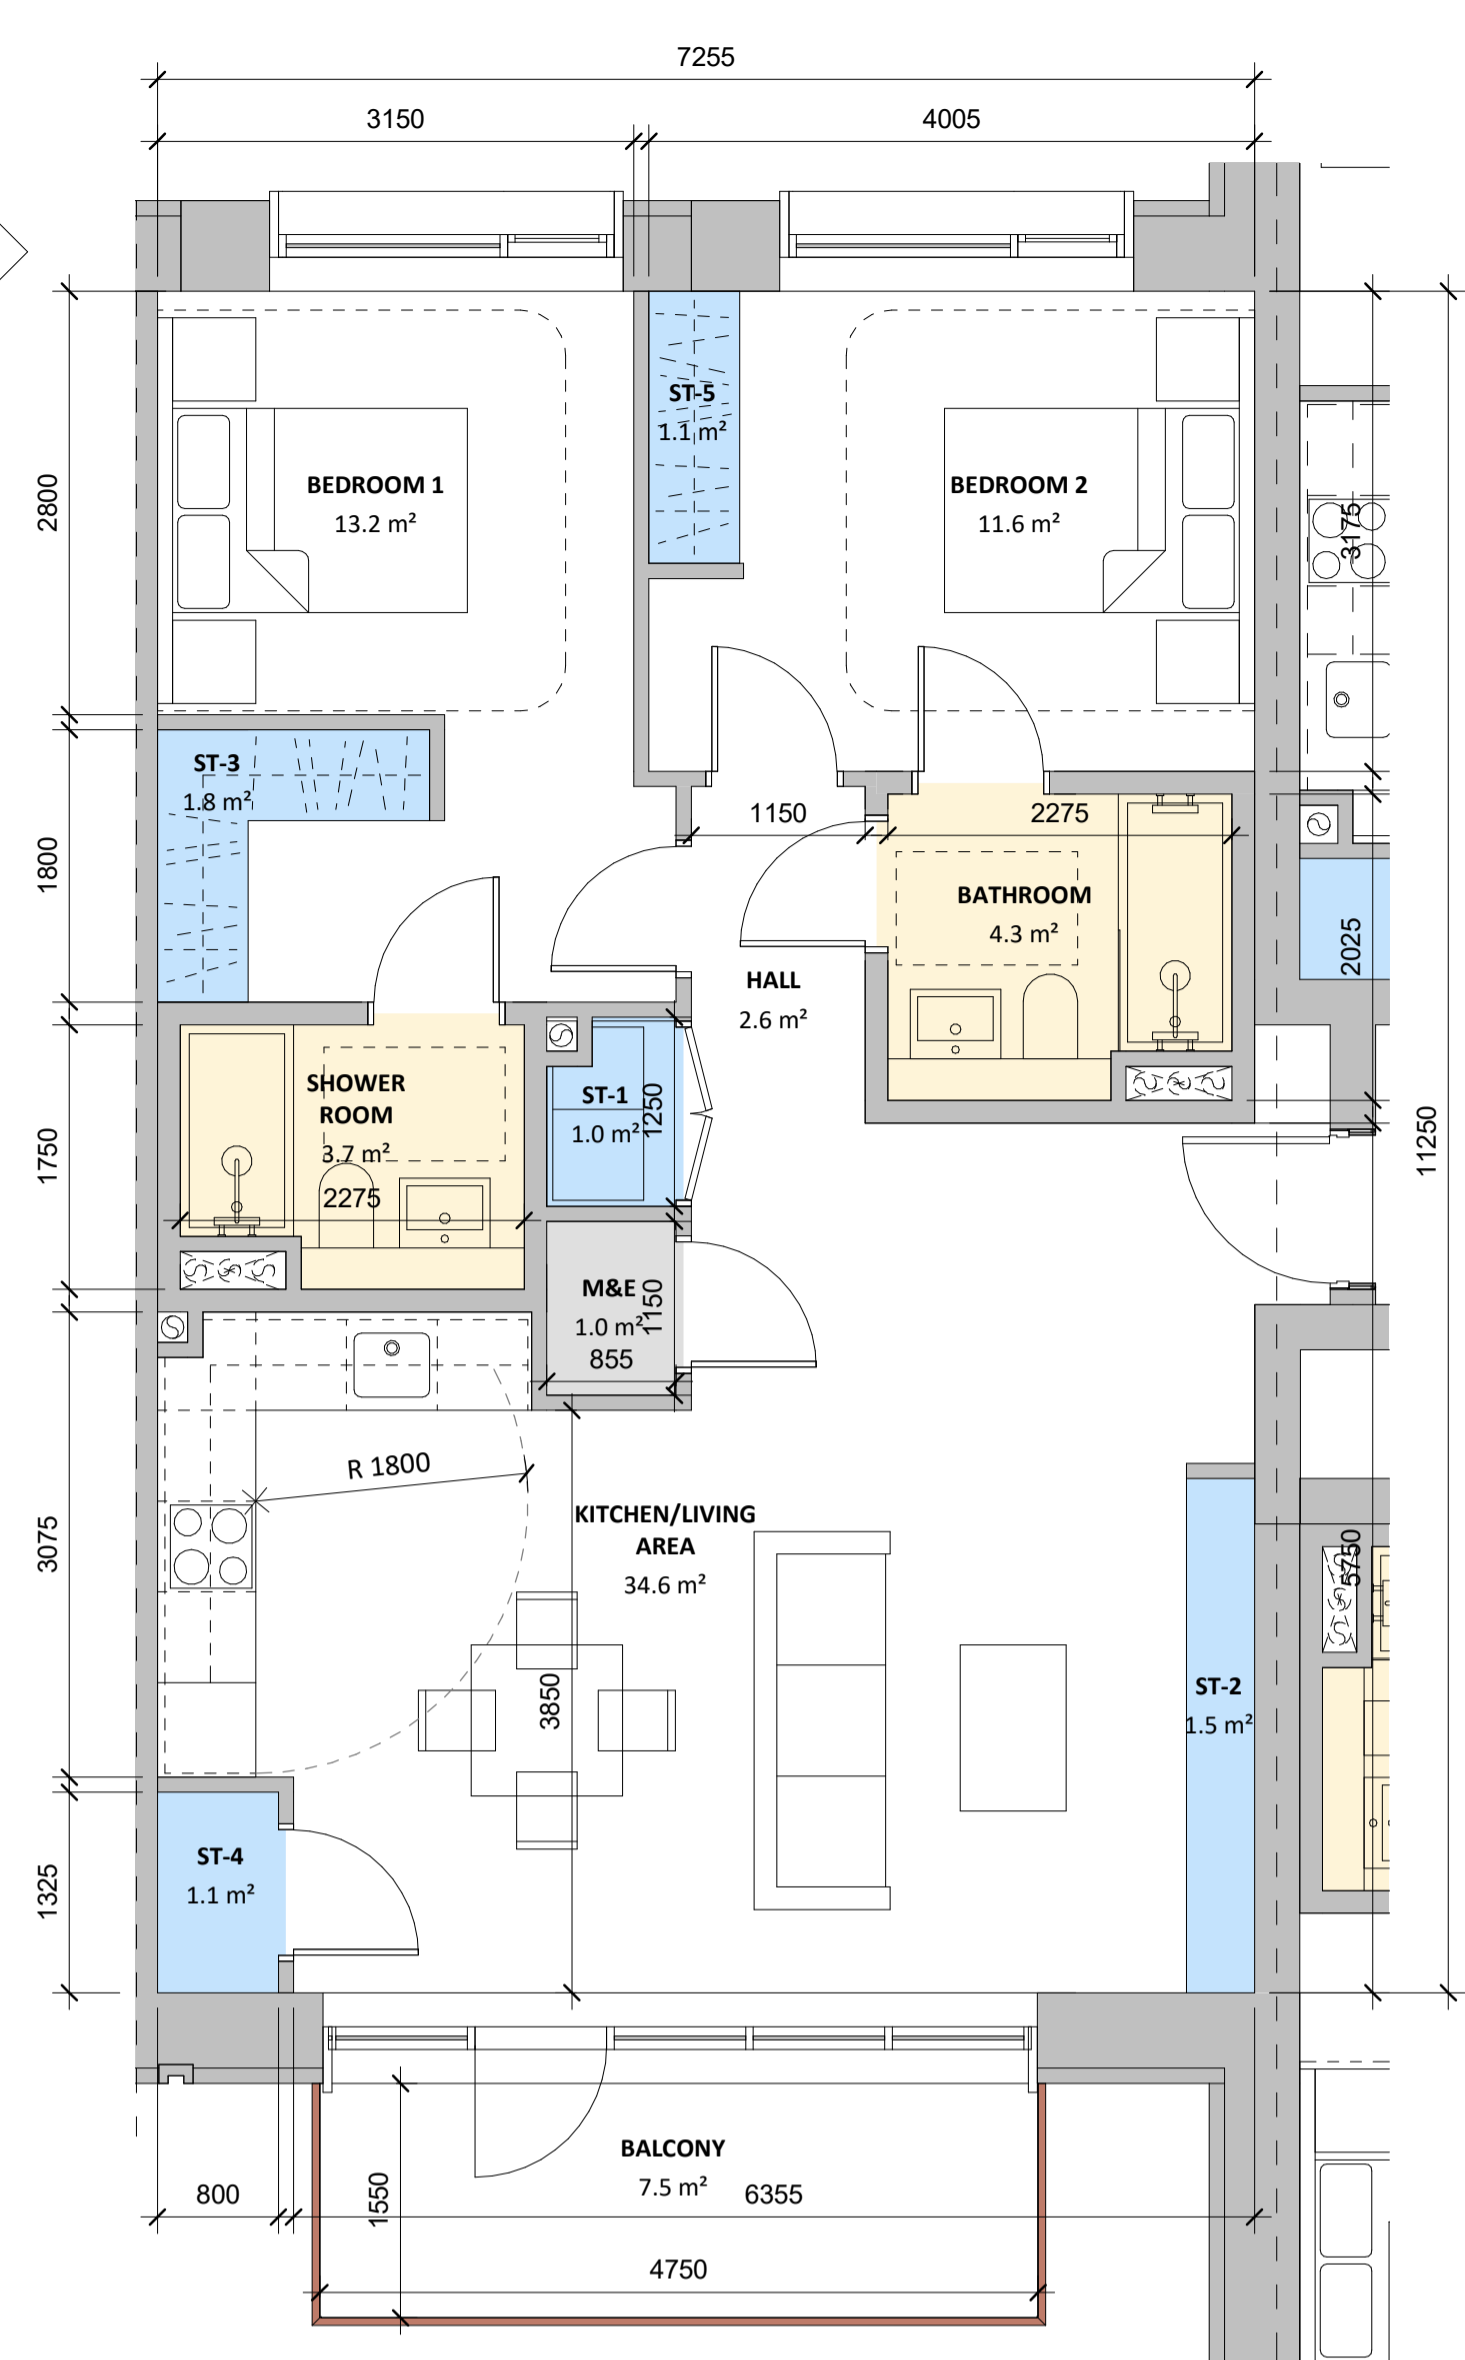 7255
3150
4005
ST-5
1.1 m²
BEDROOM 1
13.2 m²
BEDROOM 2
11.6 m²
2800
3175
ST-3
1.8 m²
1150
2275
1800
BATHROOM
4.3 m²
2025
HALL
2.6 m²
SHOWER
ROOM
3.7 m²
2275
ST-1
1.0 m²
1250
1750
11250
M&E
1.0 m²
1150
855
R 1800
KITCHEN/LIVING
AREA
34.6 m²
3075
5750
3850
ST-2
1.5 m²
ST-4
1.1 m²
1325
BALCONY
7.5 m²
800
1550
6355
4750